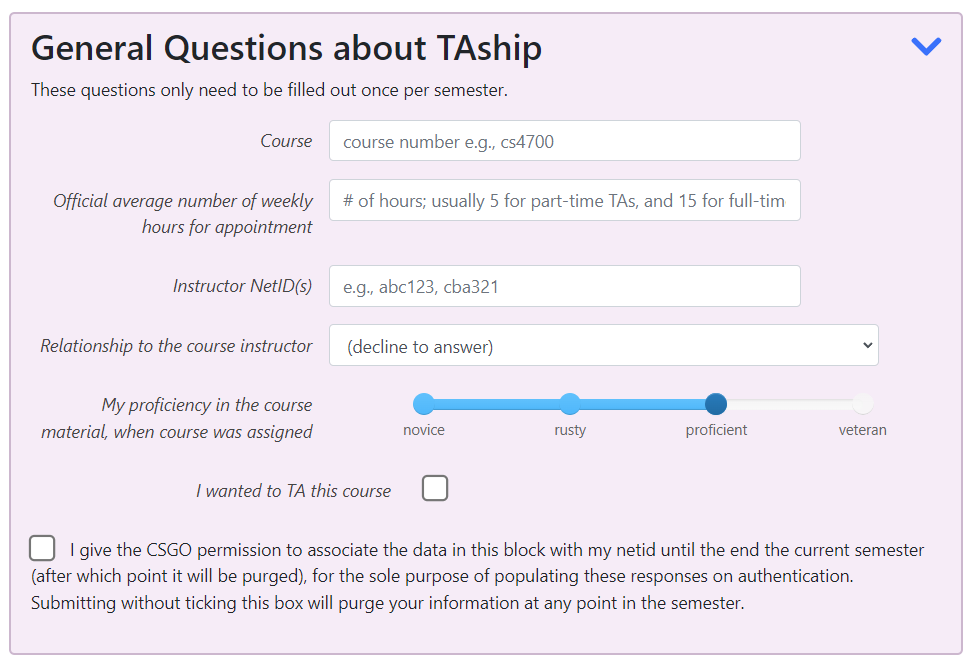 General Questions about TAship
These questions only need to be filled out once per semester.
Course
course number e.g., cs4700
Official average number of weekly
hours for appointment
# of hours; usually 5 for part-time TAs, and 15 for full-tim
Instructor NetID(s)
e.g., abc123, cba321
Relationship to the course instructor
(decline to answer)
My proficiency in the course
material, when course was assigned
novice
rusty
proficient
veteran
I wanted to TA this course
I give the CSGO permission to associate the data in this block with my netid until the end the current semester
(after which point it will be purged), for the sole purpose of populating these responses on authentication.
Submitting without ticking this box will purge your information at any point in the semester.